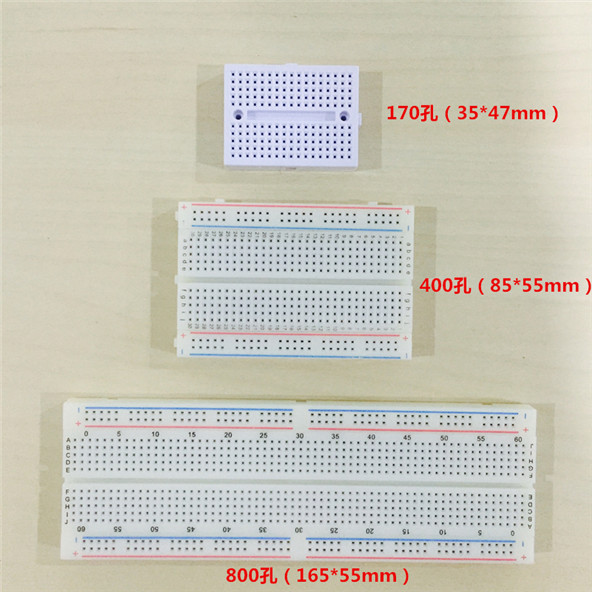 170孔（35*47mm）
400孔（85*55mm）
a b c d e
f g h i j
0 5 10 15 20 25 30 35 40 45 50 55 60
A B C D E
F G H I J
60 55 50 45 40 35 30 25 20 15 10 5 0
800孔（165*55mm）